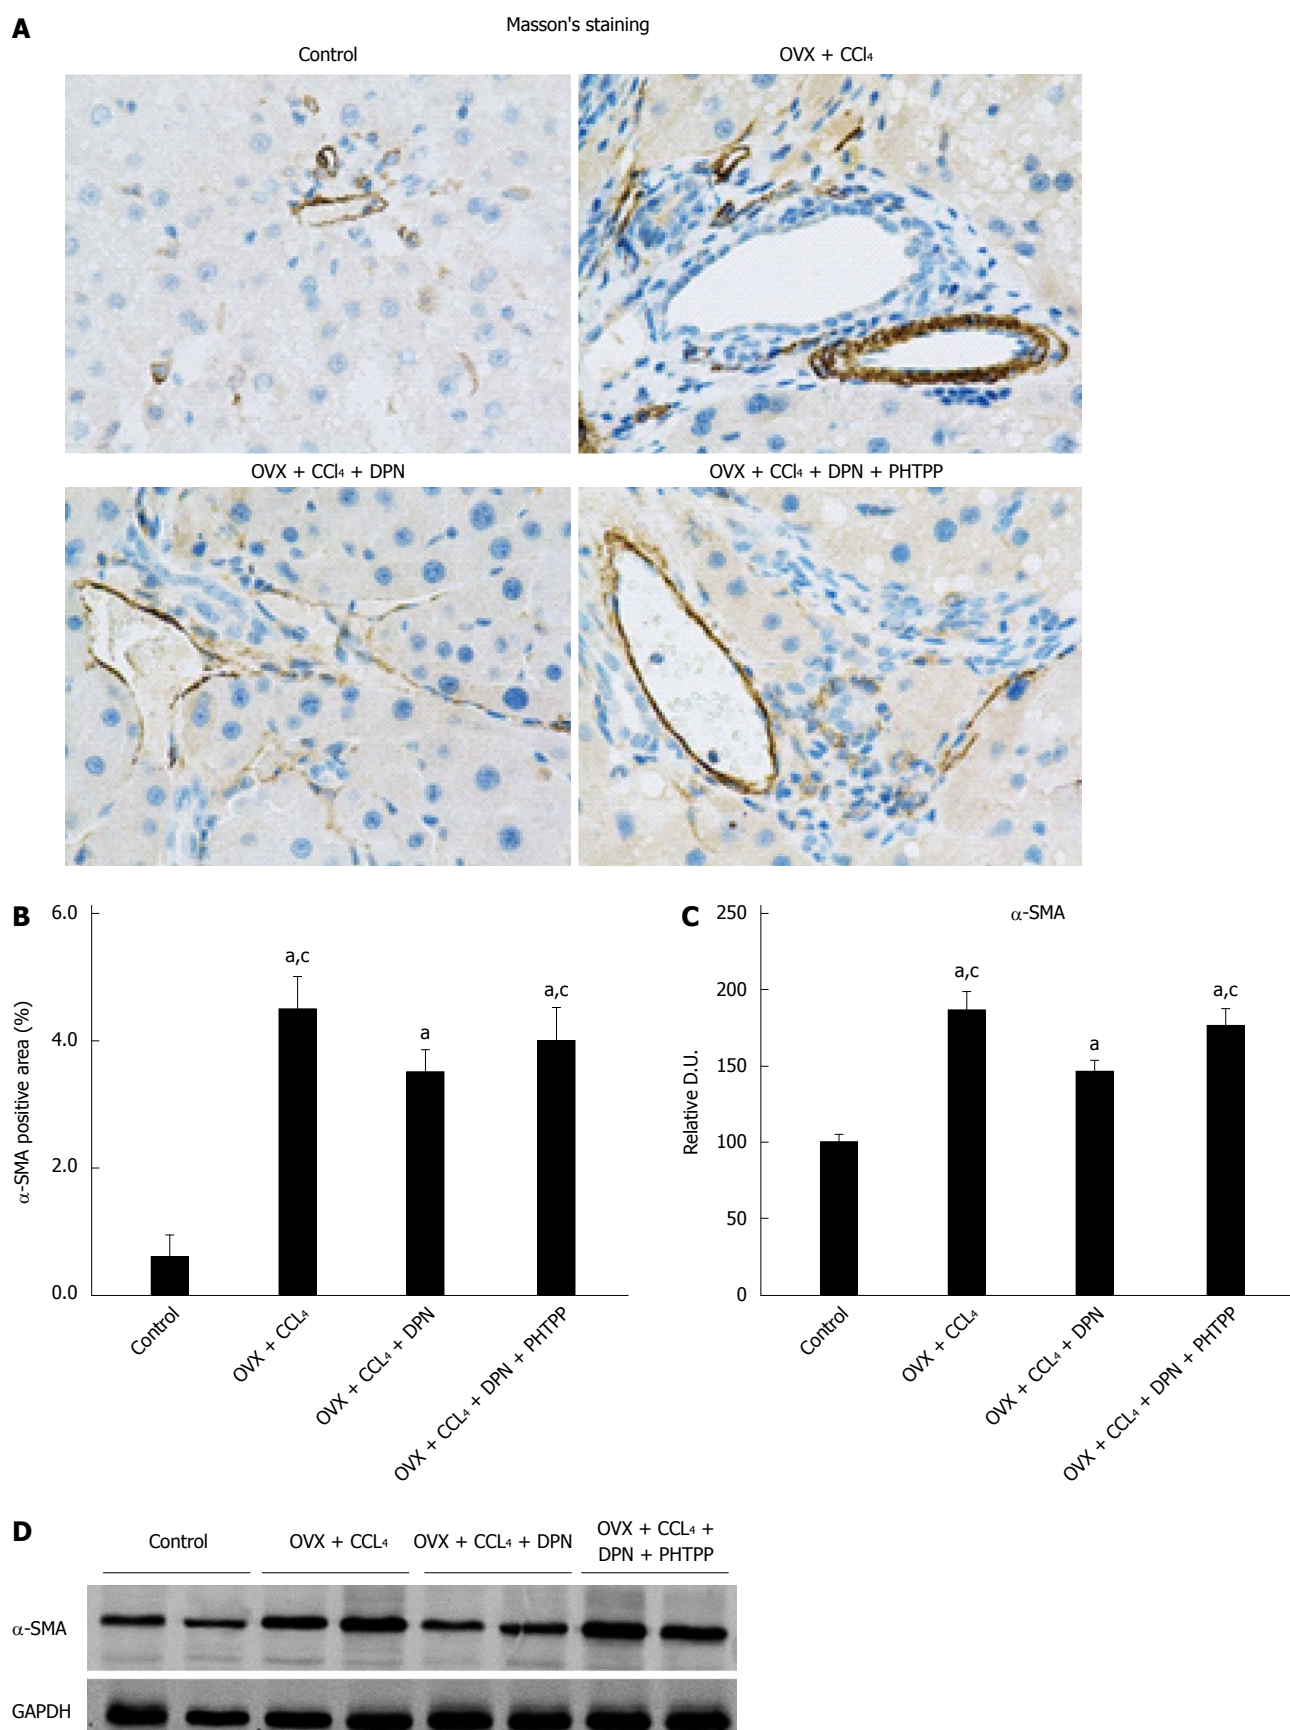 A
Masson's staining
Control
OVX + CCl₄
OVX + CCl₄ + DPN
OVX + CCl₄ + DPN + PHTPP
B
6.0
4.0
2.0
0.0
α-SMA positive area (%)
a,c
a
a,c
Control
OVX + CCL₄
OVX + CCL₄ + DPN
OVX + CCL₄ + DPN + PHTPP
C
α-SMA
250
200
150
100
50
0
Relative D.U.
a,c
a
a,c
Control
OVX + CCL₄
OVX + CCL₄ + DPN
OVX + CCL₄ + DPN + PHTPP
D
Control
OVX + CCL₄
OVX + CCL₄ + DPN
OVX + CCL₄ +
DPN + PHTPP
α-SMA
GAPDH